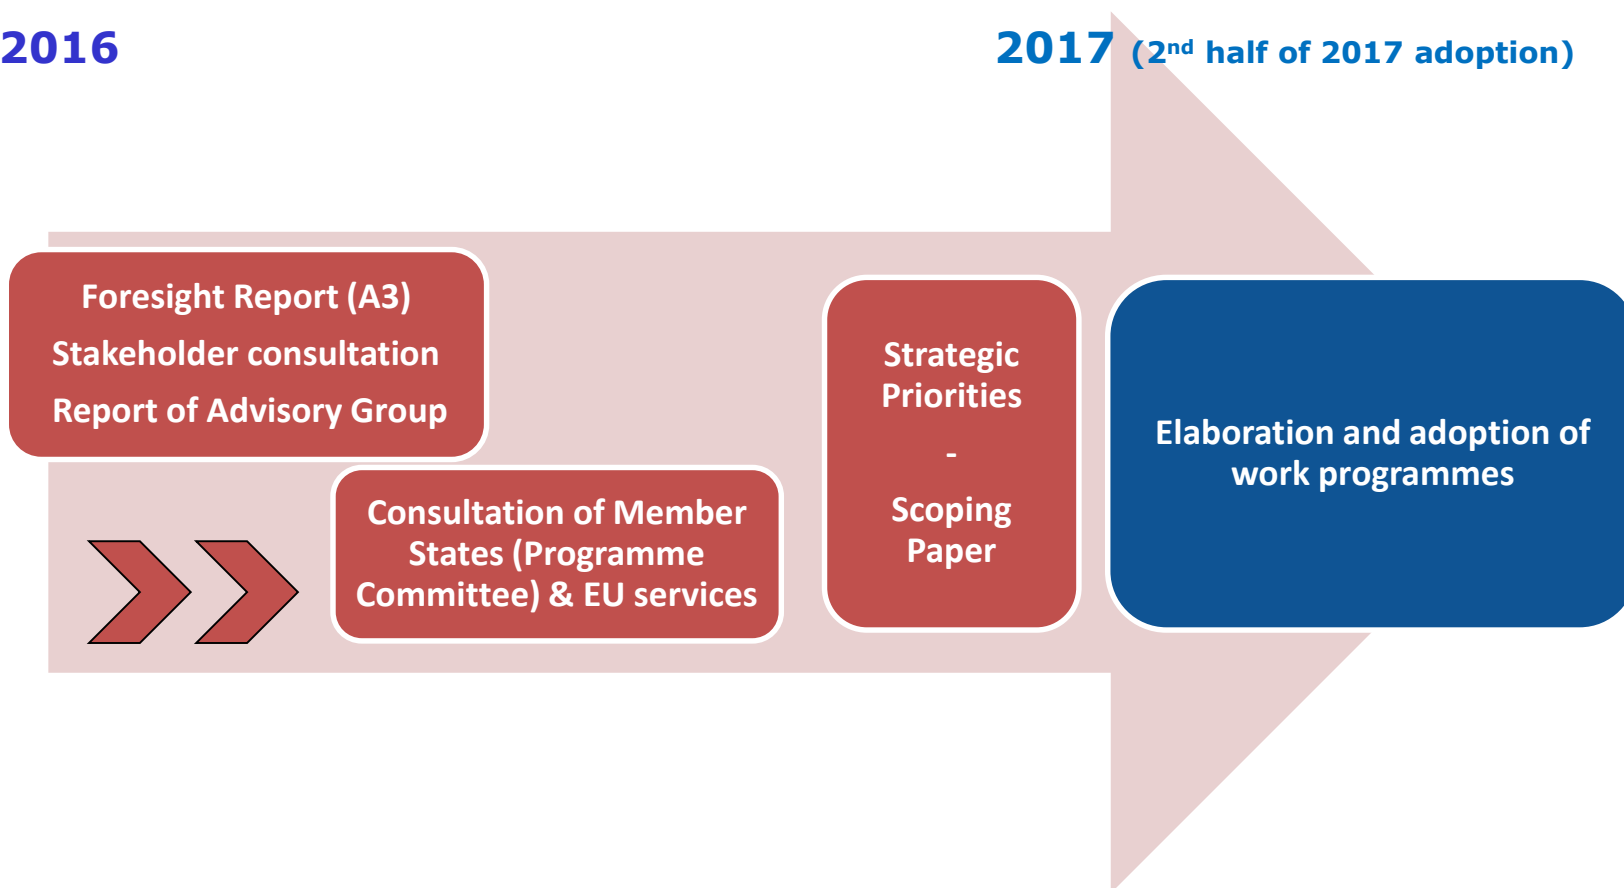 2016
2017 (2nd half of 2017 adoption)
Foresight Report (A3)
Stakeholder consultation
Report of Advisory Group
Consultation of Member
States (Programme
Committee) & EU services
Strategic
Priorities
-
Scoping
Paper
Elaboration and adoption of
work programmes